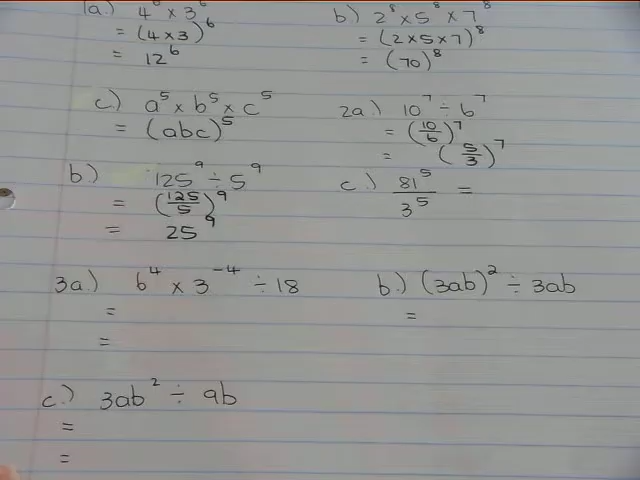 1a.) 4⁶ × 3⁶ b.) 2⁸ × 5⁸ × 7⁸
= (4 × 3)⁶ = (2 × 5 × 7)⁸
= 12⁶ = (70)⁸
c.) a⁵ × b⁵ × c⁵ 2a.) 10⁷ ÷ 6⁷
= (abc)⁵ = (10/6)⁷
= (5/3)⁷
b.) 125⁹ ÷ 5⁹ c.) 81⁵/3⁵ =
= (125/5)⁹
= 25⁹
3a.) 6⁴ × 3⁻⁴ ÷ 18 b.) (3ab)² ÷ 3ab
= =
=
c.) 3ab² ÷ ab
=
=